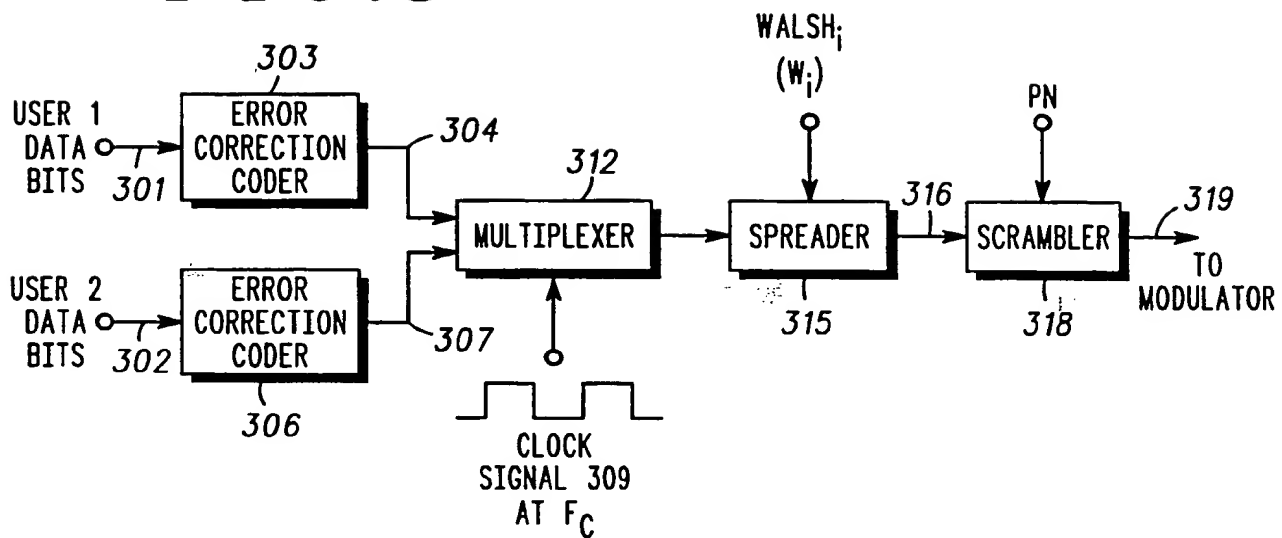 303
USER 1
DATA
BITS
301
ERROR
CORRECTION
CODER
304
USER 2
DATA
BITS
302
ERROR
CORRECTION
CODER
306
307
312
MULTIPLEXER
CLOCK
SIGNAL 309
AT F_C
WALSH_i
(W_i)
SPREADER
315
316
PN
SCRAMBLER
318
319
TO
MODULATOR